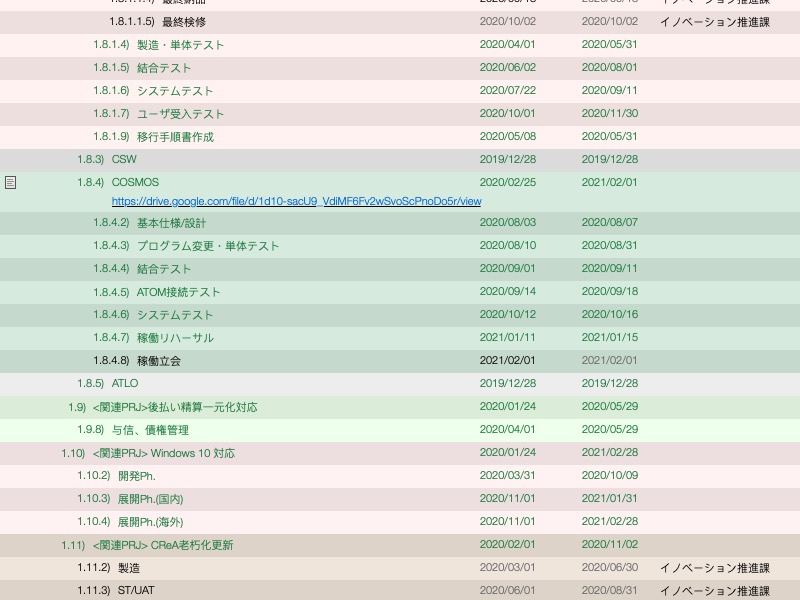 1.8.1.1.5) 最終検修 2020/10/02 2020/10/02 イノベーション推進課
1.8.1.4) 製造・単体テスト 2020/04/01 2020/05/31
1.8.1.5) 結合テスト 2020/06/02 2020/08/01
1.8.1.6) システムテスト 2020/07/22 2020/09/11
1.8.1.7) ユーザ受入テスト 2020/10/01 2020/11/30
1.8.1.9) 移行手順書作成 2020/05/08 2020/05/31
1.8.3) CSW 2019/12/28 2019/12/28
1.8.4) COSMOS 2020/02/25 2021/02/01
https://drive.google.com/file/d/1d10-sacU9_VdiMF6Fv2wSvoScPnoDo5r/view
1.8.4.2) 基本仕様/設計 2020/08/03 2020/08/07
1.8.4.3) プログラム変更・単体テスト 2020/08/10 2020/08/31
1.8.4.4) 結合テスト 2020/09/01 2020/09/11
1.8.4.5) ATOM接続テスト 2020/09/14 2020/09/18
1.8.4.6) システムテスト 2020/10/12 2020/10/16
1.8.4.7) 稼働リハーサル 2021/01/11 2021/01/15
1.8.4.8) 稼働立会 2021/02/01 2021/02/01
1.8.5) ATLO 2019/12/28 2019/12/28
1.9) <関連PRJ>後払い精算一元化対応 2020/01/24 2020/05/29
1.9.8) 与信、債権管理 2020/04/01 2020/05/29
1.10) <関連PRJ> Windows 10 対応 2020/01/24 2021/02/28
1.10.2) 開発Ph. 2020/03/31 2020/10/09
1.10.3) 展開Ph.(国内) 2020/11/01 2021/01/31
1.10.4) 展開Ph.(海外) 2020/11/01 2021/02/28
1.11) <関連PRJ> CReA老朽化更新 2020/02/01 2020/11/02
1.11.2) 製造 2020/03/01 2020/06/30 イノベーション推進課
1.11.3) ST/UAT 2020/06/01 2020/08/31 イノベーション推進課